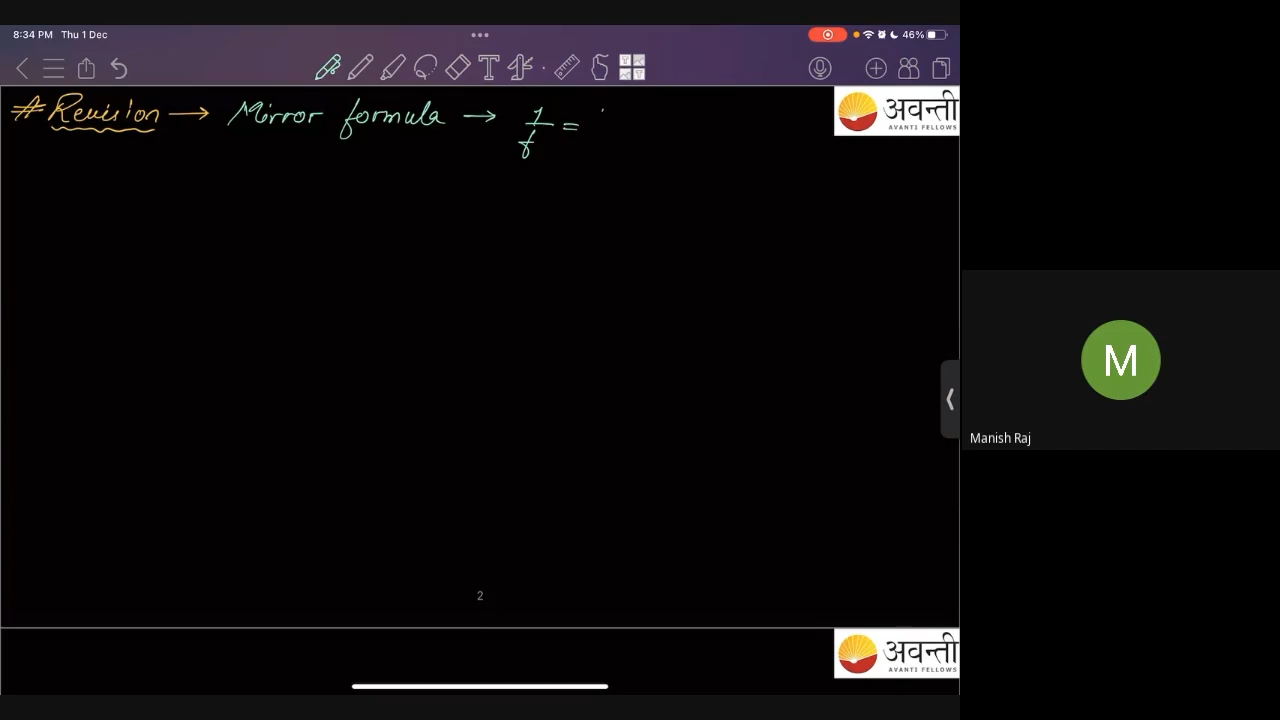 8:34 PM Thu 1 Dec
46%
# Revision → Mirror formula → 1/f =
अवन्ती
AVANTI FELLOWS
M
Manish Raj
2
अवन्ती
AVANTI FELLOWS